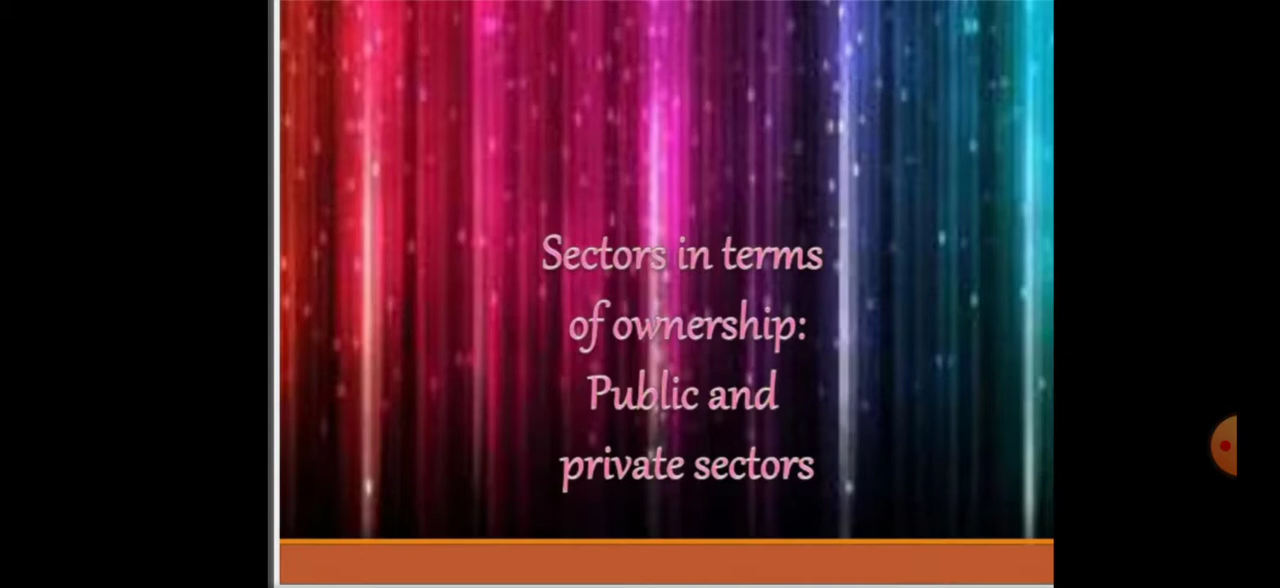 Sectors in terms
of ownership:
Public and
private sectors